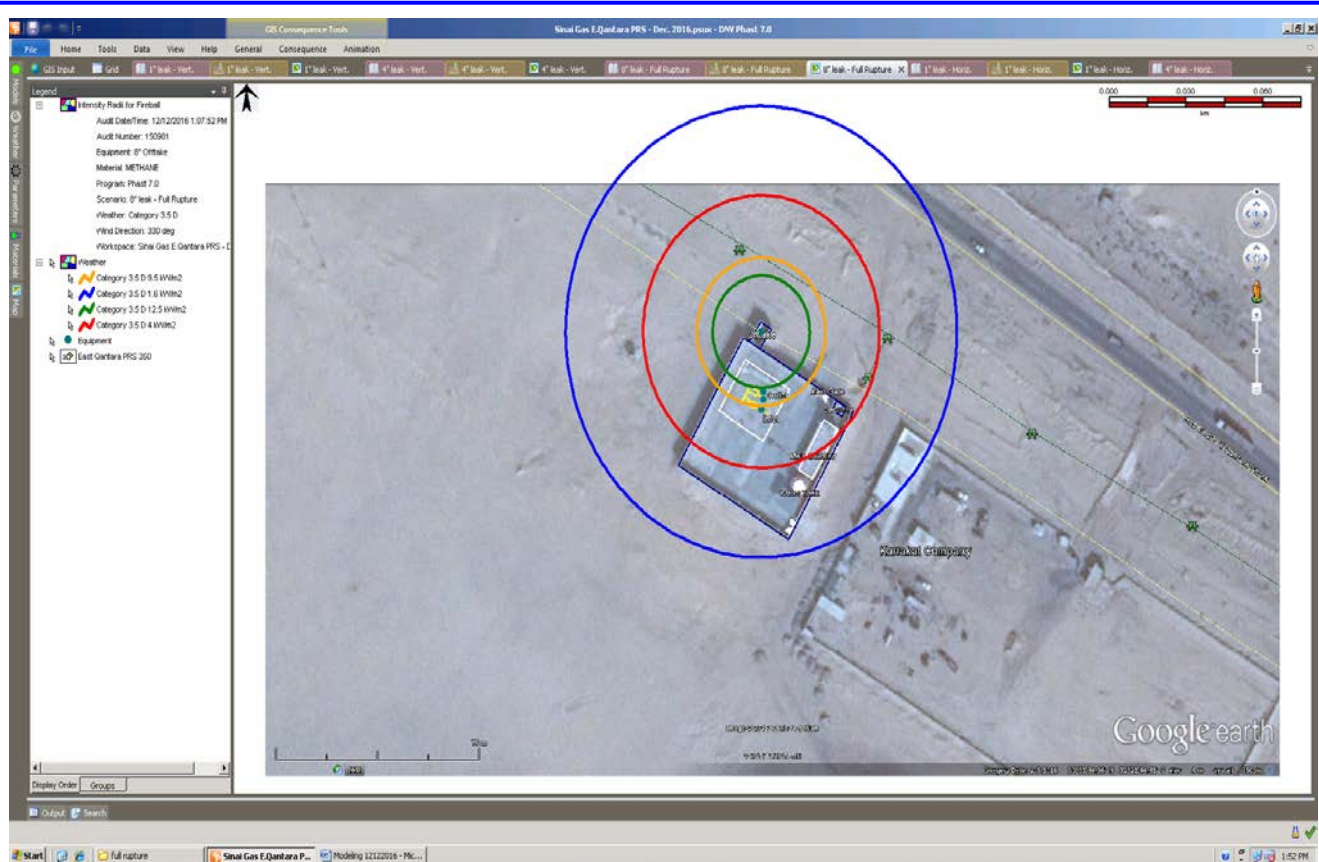 GIS Consequence Tools
Sinai Gas E.Qantara PRS - Dec. 2016.psux - DNV Phast 7.0
File Home Tools Data View Help General Consequence Animation
GIS Input Grid 1" leak - Vert. 1" leak - Vert. 1" leak - Vert. 4" leak - Vert. 4" leak - Vert. 4" leak - Vert. 8" leak - Full Rupture 8" leak - Full Rupture 8" leak - Full Rupture X 1" leak - Horiz. 1" leak - Horiz. 1" leak - Horiz. 4" leak - Horiz.
Models
Weather
Parameters
Materials
Map
Legend
Intensity Radii for Fireball
Audit Date/Time: 12/12/2016 1:07:52 PM
Audit Number: 150901
Equipment: 8" Offtake
Material: METHANE
Program: Phast 7.0
Scenario: 8" leak - Full Rupture
Weather: Category 3.5 D
Wind Direction: 330 deg
Workspace: Sinai Gas E.Qantara PRS - D
Weather
Category 3.5 D 9.5 kW/m2
Category 3.5 D 1.6 kW/m2
Category 3.5 D 12.5 kW/m2
Category 3.5 D 4 kW/m2
Equipment
East Qantara PRS 350
0.000 0.030 0.060
km
Kanakat Company
Google earth
Display Order Groups
Output Search
Start full rupture Sinai Gas E.Qantara P... Modeling 12122016 - Mic... 1:52 PM